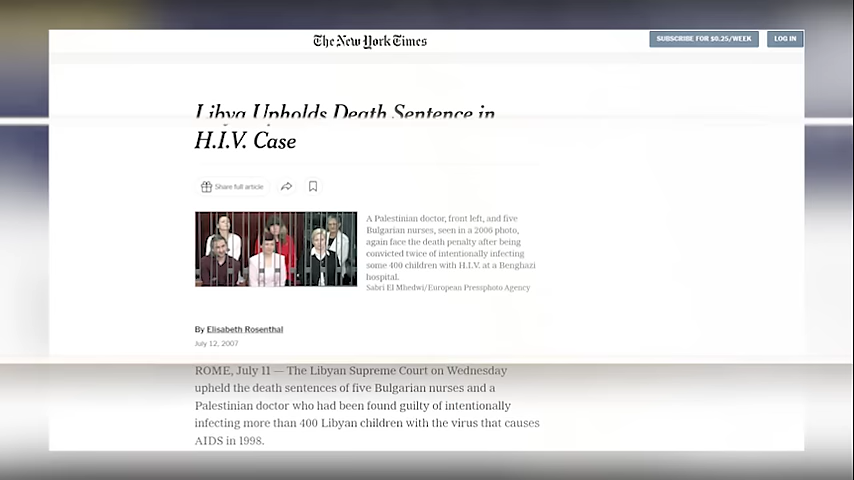 The New York Times
SUBSCRIBE FOR $0.25/WEEK
LOG IN
Libya Upholds Death Sentence in
H.I.V. Case
Share full article
A Palestinian doctor, front left, and five
Bulgarian nurses, seen in a 2006 photo,
again face the death penalty after being
convicted twice of intentionally infecting
some 400 children with H.I.V. at a Benghazi
hospital.
Sabri El Mhedwi/European Pressphoto Agency
By Elisabeth Rosenthal
July 12, 2007
ROME, July 11 — The Libyan Supreme Court on Wednesday
upheld the death sentences of five Bulgarian nurses and a
Palestinian doctor who had been found guilty of intentionally
infecting more than 400 Libyan children with the virus that causes
AIDS in 1998.